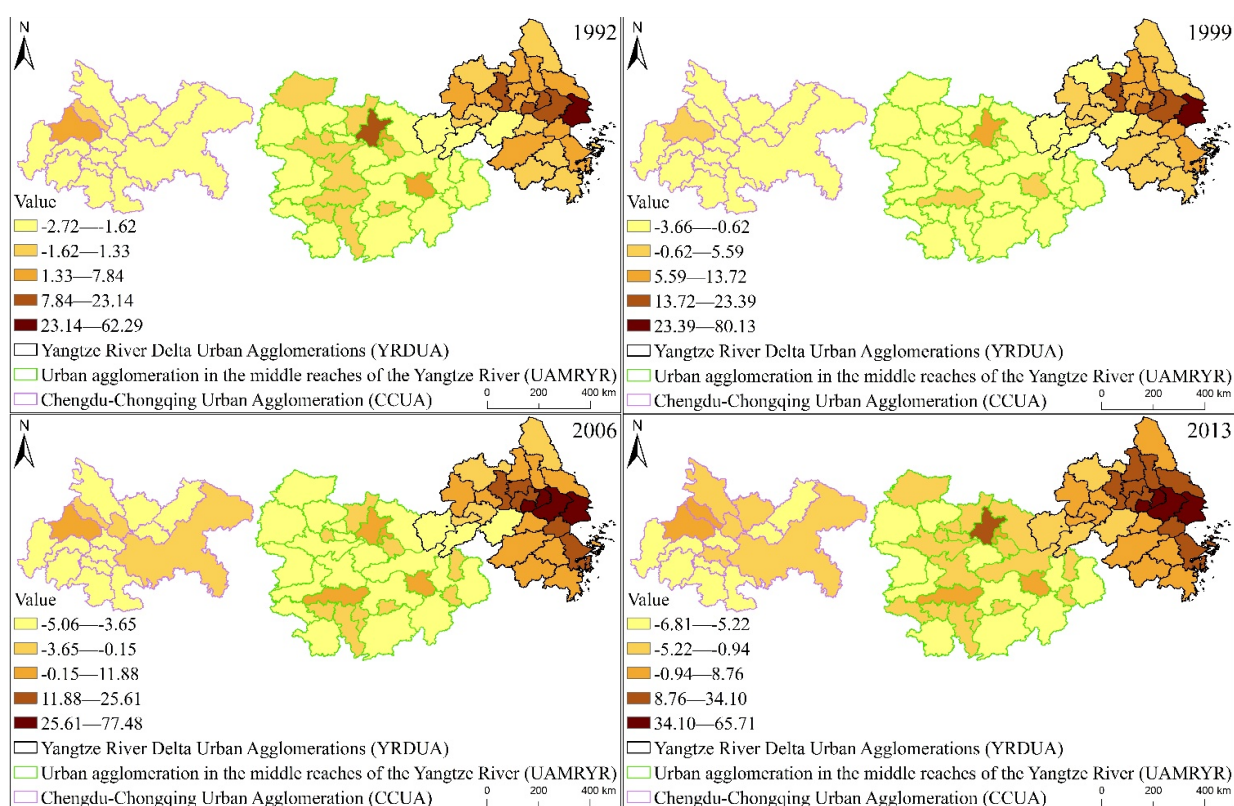 N
1992
Value
-2.72—-1.62
-1.62—1.33
1.33—7.84
7.84—23.14
23.14—62.29
Yangtze River Delta Urban Agglomerations (YRDUA)
Urban agglomeration in the middle reaches of the Yangtze River (UAMRYR)
Chengdu-Chongqing Urban Agglomeration (CCUA)
0 200 400 km
N
1999
Value
-3.66—-0.62
-0.62—5.59
5.59—13.72
13.72—23.39
23.39—80.13
Yangtze River Delta Urban Agglomerations (YRDUA)
Urban agglomeration in the middle reaches of the Yangtze River (UAMRYR)
Chengdu-Chongqing Urban Agglomeration (CCUA)
0 200 400 km
N
2006
Value
-5.06—-3.65
-3.65—-0.15
-0.15—11.88
11.88—25.61
25.61—77.48
Yangtze River Delta Urban Agglomerations (YRDUA)
Urban agglomeration in the middle reaches of the Yangtze River (UAMRYR)
Chengdu-Chongqing Urban Agglomeration (CCUA)
0 200 400 km
N
2013
Value
-6.81—-5.22
-5.22—-0.94
-0.94—8.76
8.76—34.10
34.10—65.71
Yangtze River Delta Urban Agglomerations (YRDUA)
Urban agglomeration in the middle reaches of the Yangtze River (UAMRYR)
Chengdu-Chongqing Urban Agglomeration (CCUA)
0 200 400 km